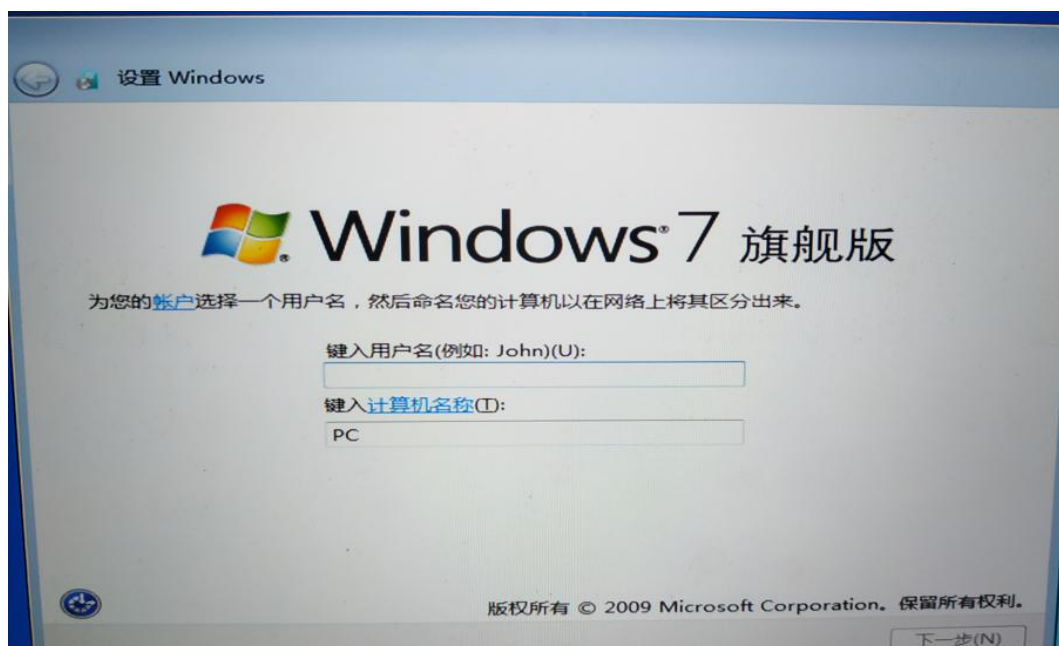 设置 Windows
Windows® 7 旗舰版
为您的帐户选择一个用户名，然后命名您的计算机以在网络上将其区分出来。
键入用户名(例如: John)(U):
键入计算机名称(T):
PC
版权所有 © 2009 Microsoft Corporation。保留所有权利。
下一步(N)